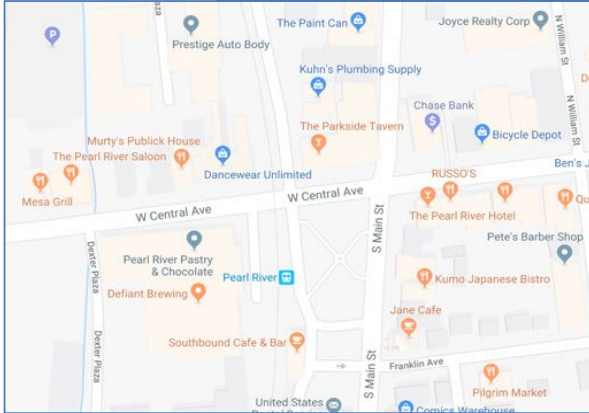 The Paint Can
Joyce Realty Corp
N William St
Prestige Auto Body
Kuhn's Plumbing Supply
Chase Bank
N William St
The Parkside Tavern
Bicycle Depot
Murty's Publick House
The Pearl River Saloon
Dancewear Unlimited
RUSSO'S
Ben's
Mesa Grill
W Central Ave
W Central Ave
The Pearl River Hotel
S Main St
Pete's Barber Shop
Pearl River Pastry
& Chocolate
Dexter Plaza
Dexter Plaza
Pearl River
Kumo Japanese Bistro
Defiant Brewing
Jane Cafe
Southbound Cafe & Bar
S Main St
Franklin Ave
Pilgrim Market
United States
Comics Warehouse
P
$